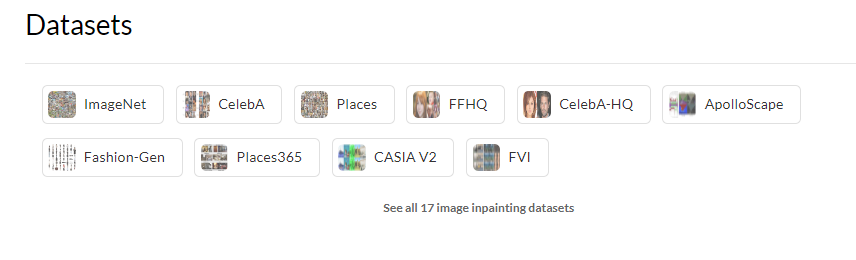 Datasets
ImageNet CelebA Places FFHQ CelebA-HQ ApolloScape
Fashion-Gen Places365 CASIA V2 FVI
See all 17 image inpainting datasets